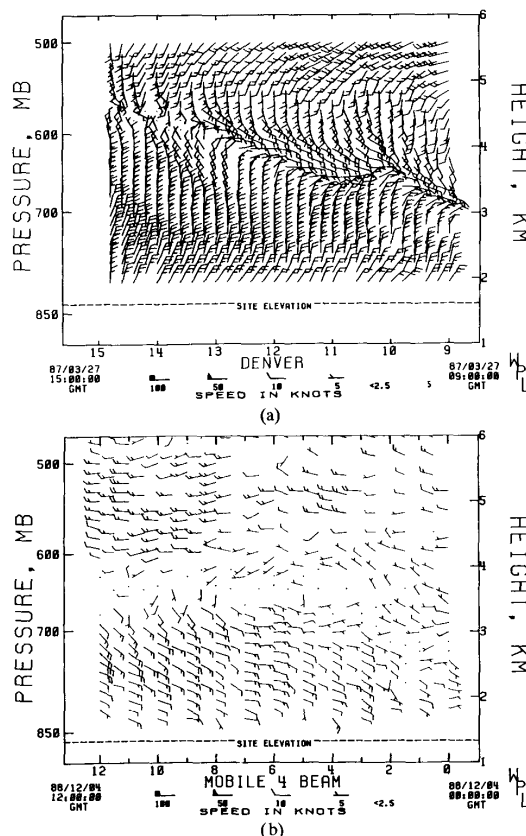 6
500
5
600
4
700
3
2
SITE ELEVATION
850
1
PRESSURE, MB
HEIGHT, KM
15 14 13 12 11 10 9
DENVER
87/03/27
15:00:00
GMT
87/03/27
09:00:00
GMT
100 50 10 5 <2.5 5
SPEED IN KNOTS
WPL
(a)
6
500
5
600
4
700
3
2
850
SITE ELEVATION
1
PRESSURE, MB
HEIGHT, KM
12 10 8 6 4 2 0
MOBILE 4 BEAM
88/12/04
12:00:00
GMT
88/12/04
00:00:00
GMT
100 50 10 5 <2.5
SPEED IN KNOTS
WPL
(b)